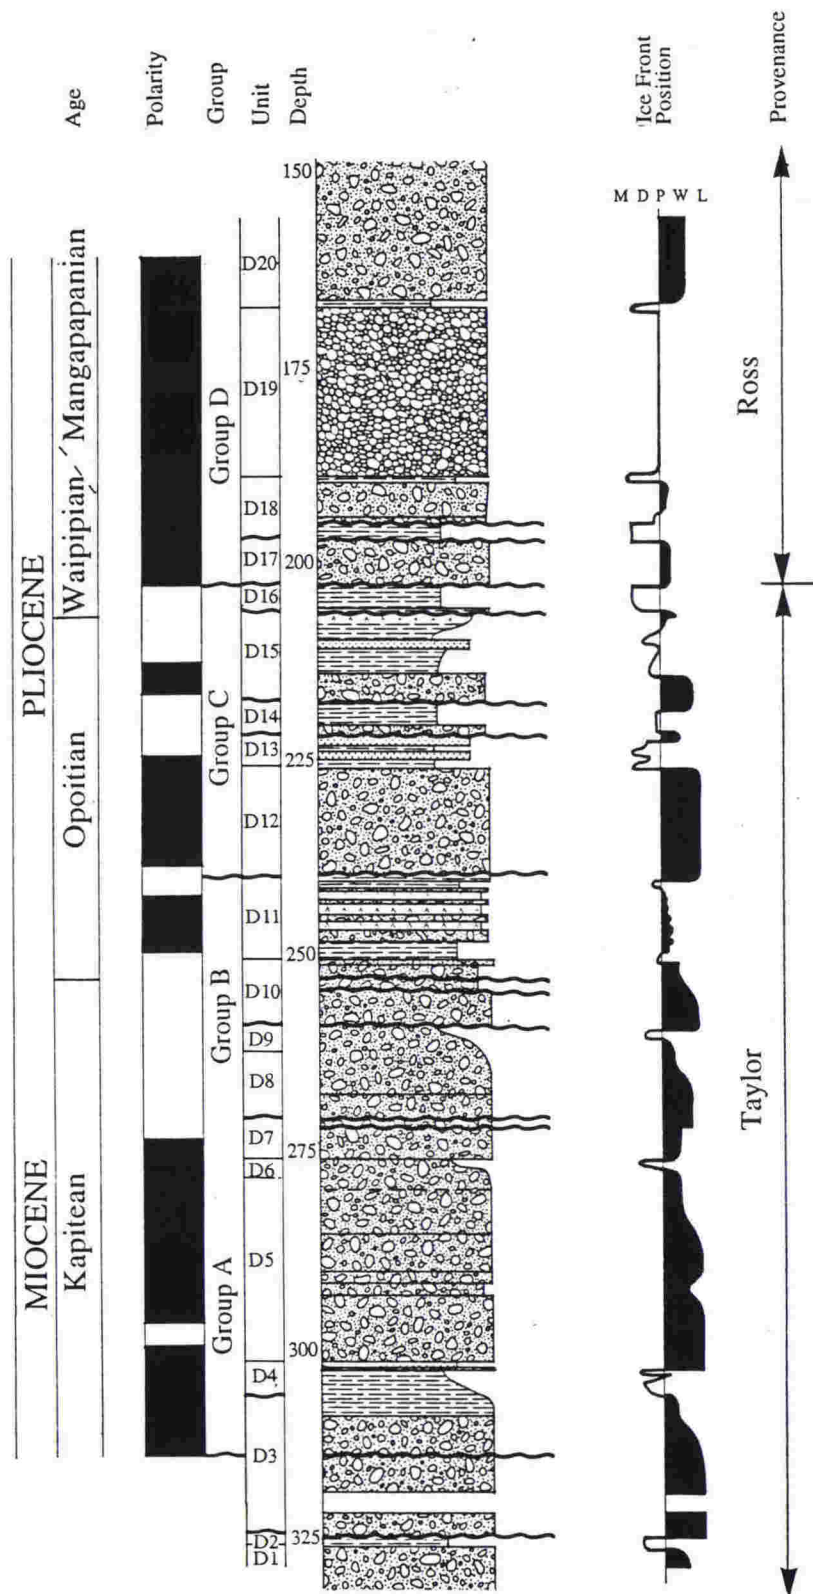 Age
Polarity
Group
Unit
Depth
'Ice Front
Position
Provenance
M D P W L
PLIOCENE
MIOCENE
Mangapapanian
Waipipian
Opoitian
Kapitean
Group D
Group C
Group B
Group A
D20
D19
D18
D17
D16
D15
D14
D13
D12
D11
D10
D9
D8
D7
D6
D5
D4
D3
D2
D1
150
175
200
225
250
275
300
325
Ross
Taylor